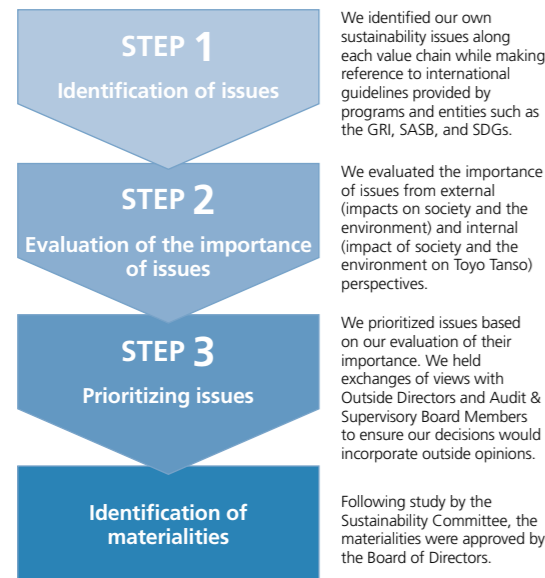 STEP 1
Identification of issues
We identified our own
sustainability issues along
each value chain while making
reference to international
guidelines provided by
programs and entities such as
the GRI, SASB, and SDGs.
STEP 2
Evaluation of the importance
of issues
We evaluated the importance
of issues from external
(impacts on society and the
environment) and internal
(impact of society and the
environment on Toyo Tanso)
perspectives.
STEP 3
Prioritizing issues
We prioritized issues based
on our evaluation of their
importance. We held
exchanges of views with
Outside Directors and Audit &
Supervisory Board Members
to ensure our decisions would
incorporate outside opinions.
Identification of
materialities
Following study by the
Sustainability Committee, the
materialities were approved by
the Board of Directors.